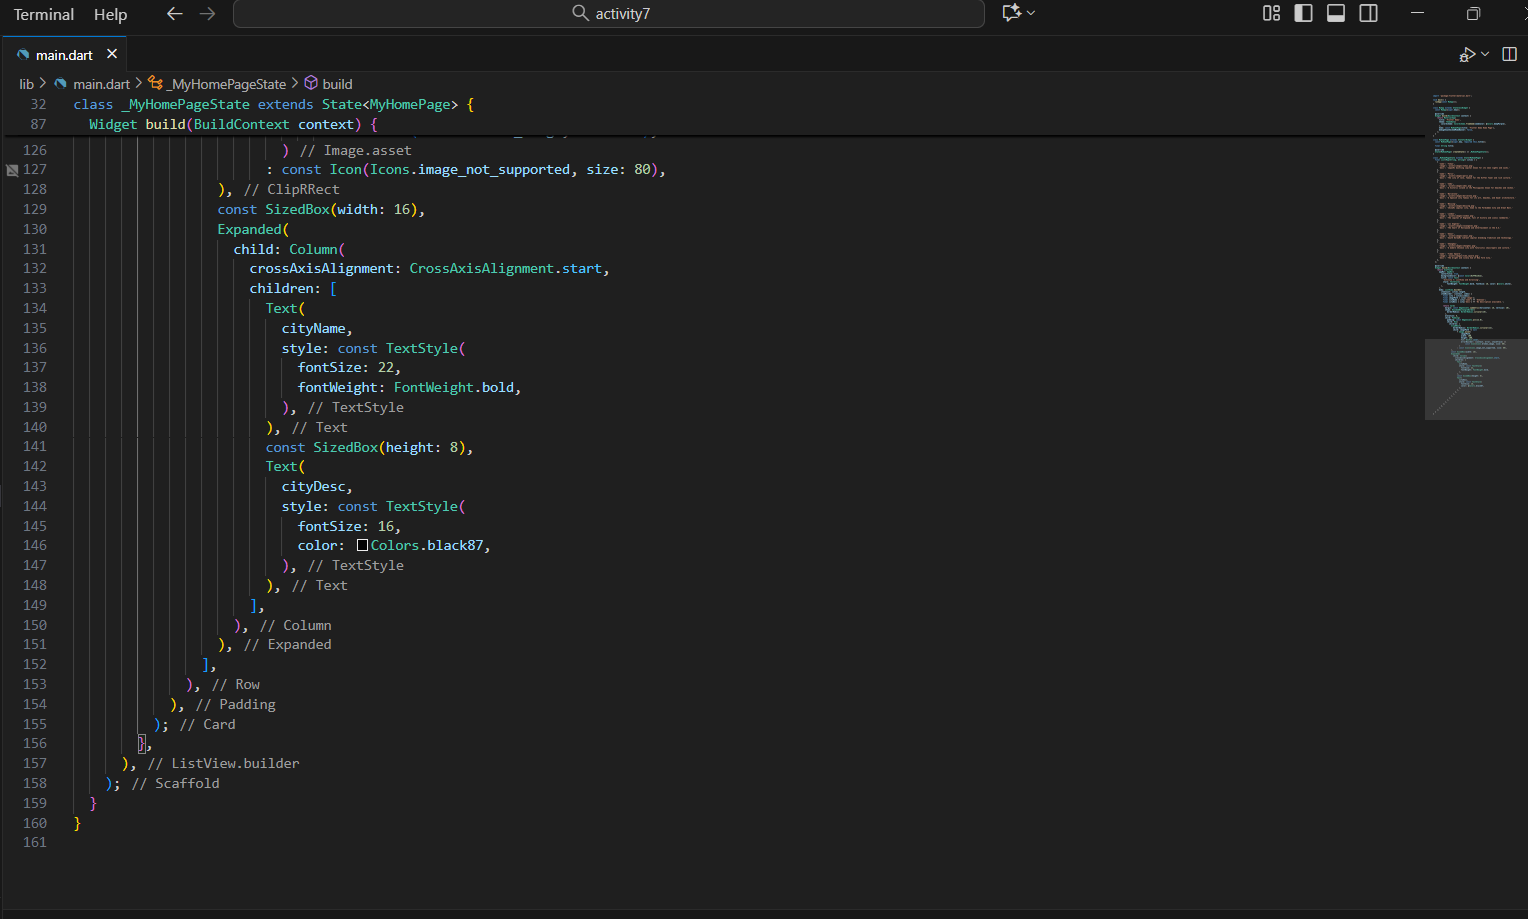 Terminal Help activity7
main.dart
lib > main.dart > _MyHomePageState > build
32 class _MyHomePageState extends State<MyHomePage> {
87 Widget build(BuildContext context) {
126 ) // Image.asset
127 : const Icon(Icons.image_not_supported, size: 80),
128 ), // ClipRRect
129 const SizedBox(width: 16),
130 Expanded(
131 child: Column(
132 crossAxisAlignment: CrossAxisAlignment.start,
133 children: [
134 Text(
135 cityName,
136 style: const TextStyle(
137 fontSize: 22,
138 fontWeight: FontWeight.bold,
139 ), // TextStyle
140 ), // Text
141 const SizedBox(height: 8),
142 Text(
143 cityDesc,
144 style: const TextStyle(
145 fontSize: 16,
146 color: Colors.black87,
147 ), // TextStyle
148 ), // Text
149 ],
150 ), // Column
151 ), // Expanded
152 ],
153 ), // Row
154 ), // Padding
155 ); // Card
156 },
157 ), // ListView.builder
158 ); // Scaffold
159 }
160 }
161